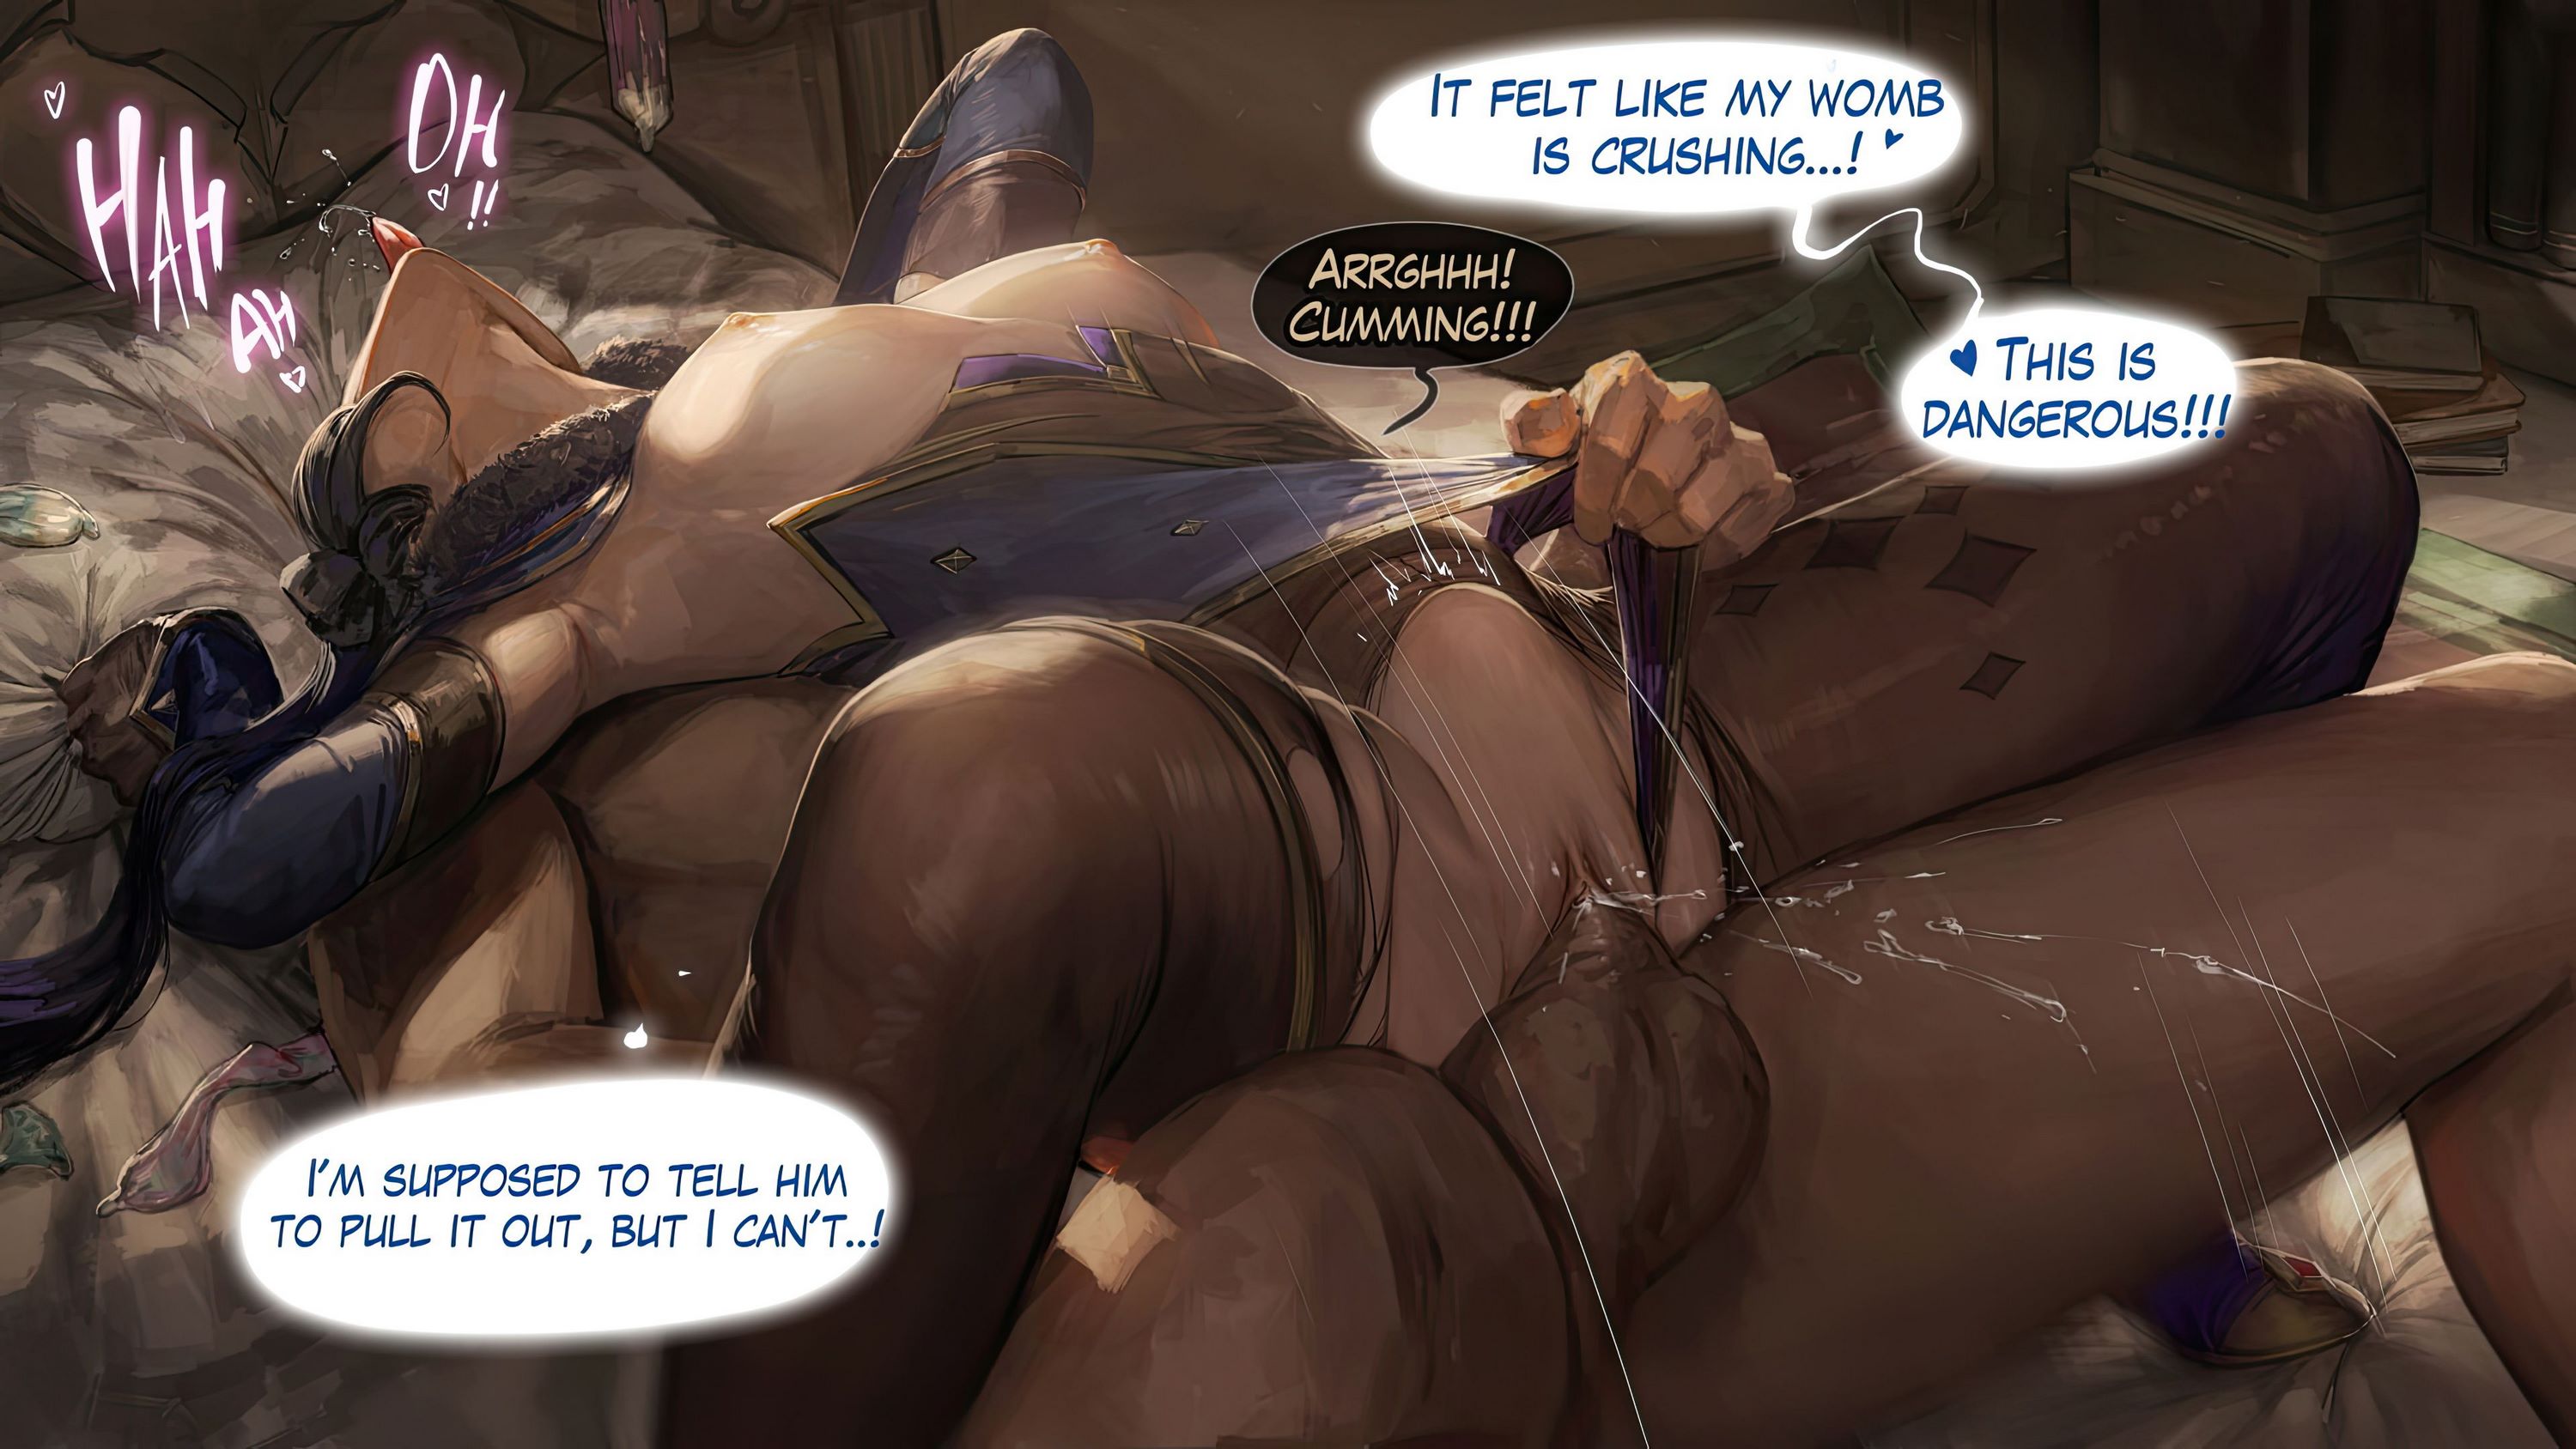 HAH
AH
OH
!!
IT FELT LIKE MY WOMB
IS CRUSHING...!
ARRGHHH!
CUMMING!!!
THIS IS
DANGEROUS!!!
I'M SUPPOSED TO TELL HIM
TO PULL IT OUT, BUT I CAN'T..!